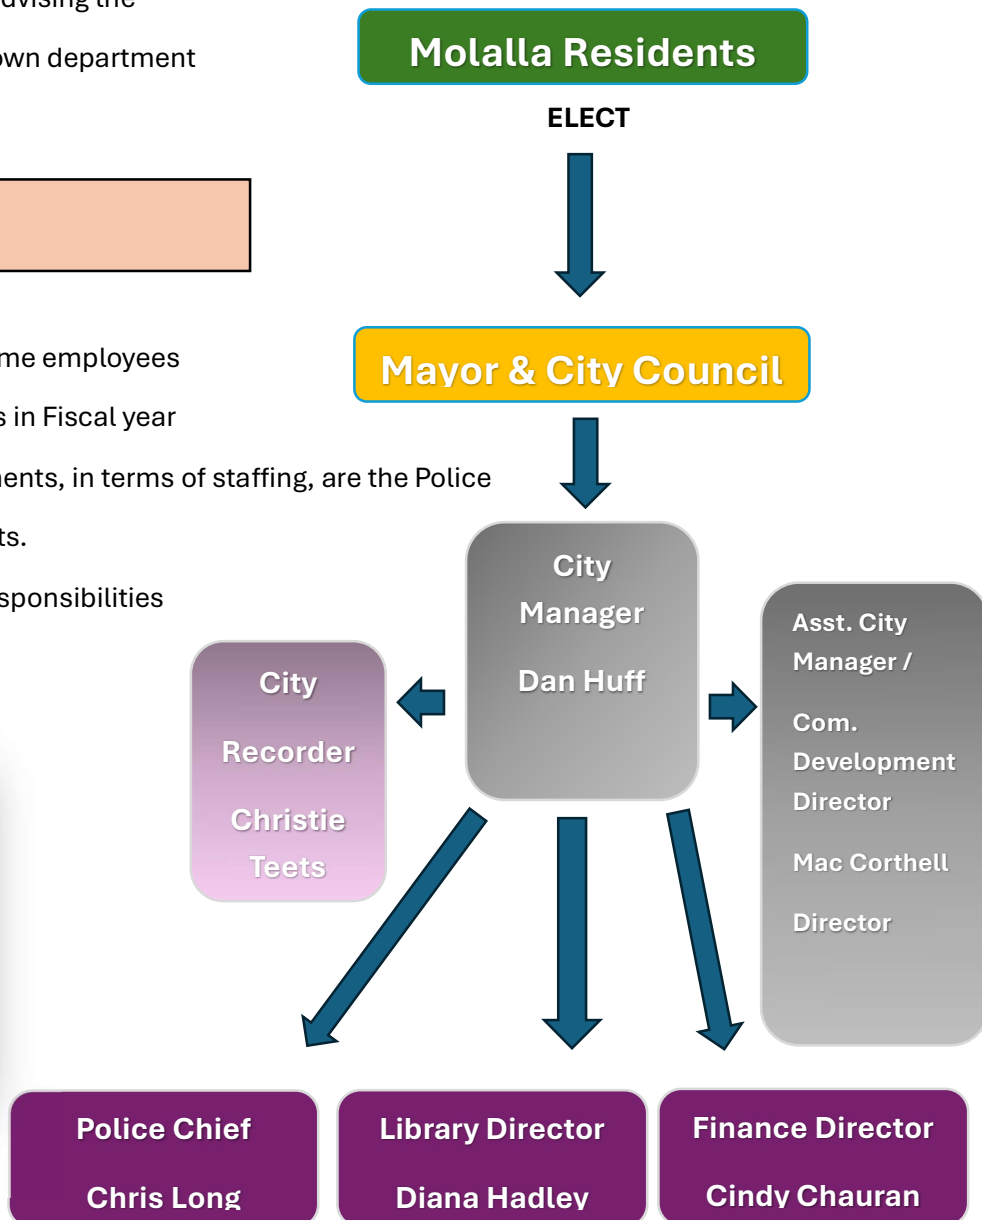 dvising the
own department
me employees
s in Fiscal year
ments, in terms of staffing, are the Police
ts.
sponsibilities
Molalla Residents
ELECT
Mayor & City Council
City
Manager
Dan Huff
City
Recorder
Christie
Teets
Asst. City
Manager /
Com.
Development
Director
Mac Corthell
Director
Police Chief
Chris Long
Library Director
Diana Hadley
Finance Director
Cindy Chauran